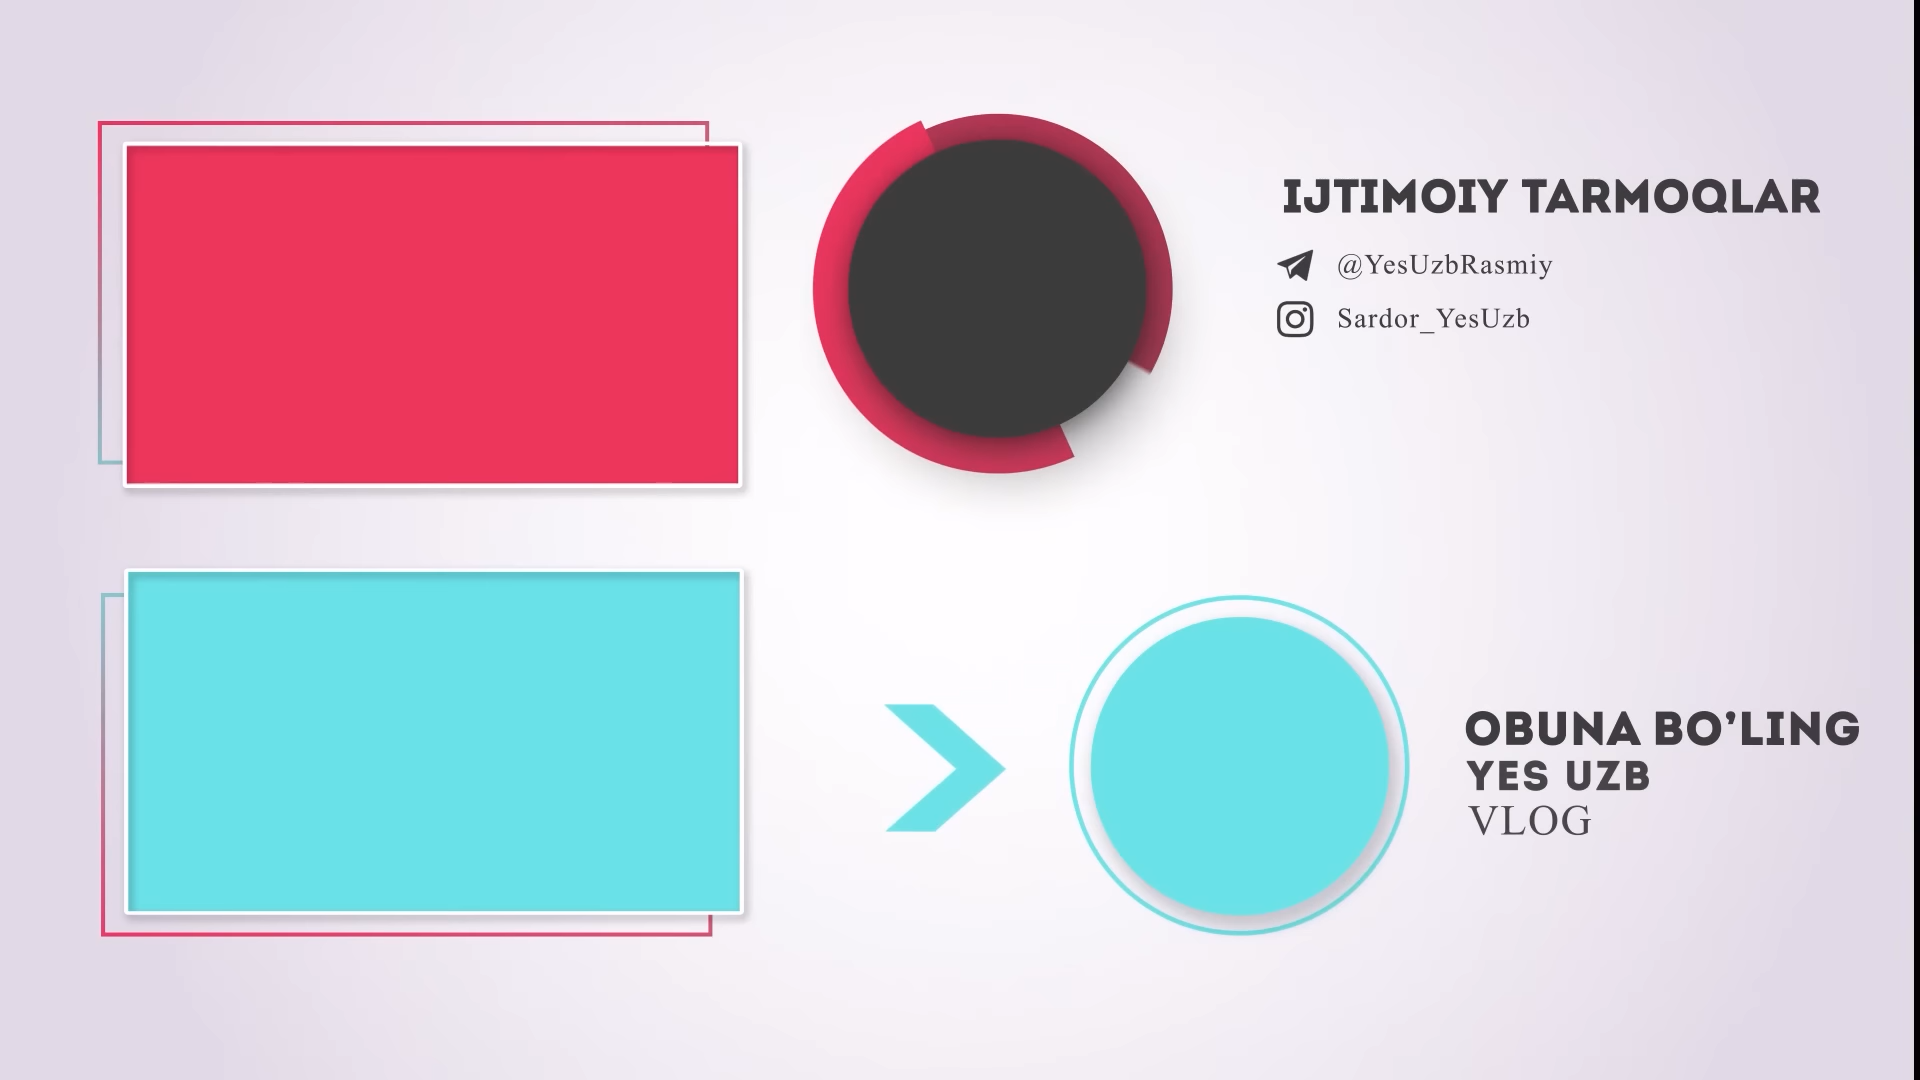 IJTIMOIY TARMOQLAR
@YesUzbRasmiy
Sardor_YesUzb
OBUNA BO’LING
YES UZB
VLOG